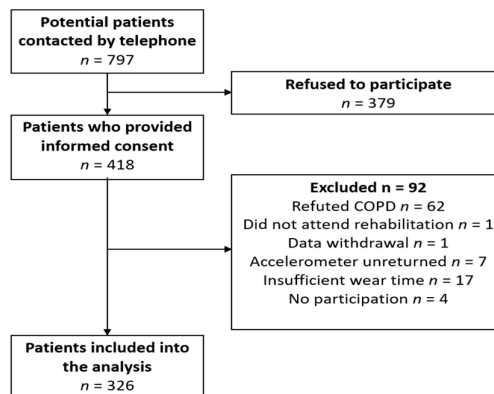 Potential patients
contacted by telephone
n = 797
Refused to participate
n = 379
Patients who provided
informed consent
n = 418
Excluded n = 92
Refuted COPD n = 62
Did not attend rehabilitation n = 1
Data withdrawal n = 1
Accelerometer unreturned n = 7
Insufficient wear time n = 17
No participation n = 4
Patients included into
the analysis
n = 326